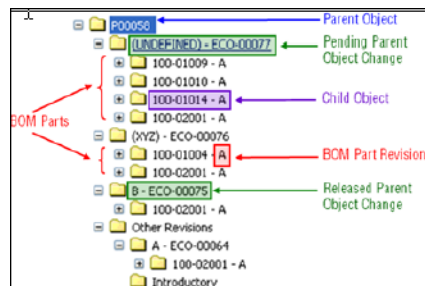 P00058
Parent Object
(UNDEFINED) - ECO-00077
Pending Parent
Object Change
100-01009 - A
100-01010 - A
100-01014 - A
Child Object
100-02001 - A
BOM Parts
(XYZ) - ECO-00076
100-01004 - A
BOM Part Revision
100-02001 - A
B - ECO-00075
Released Parent
Object Change
100-02001 - A
Other Revisions
A - ECO-00064
100-02001 - A
Introductory